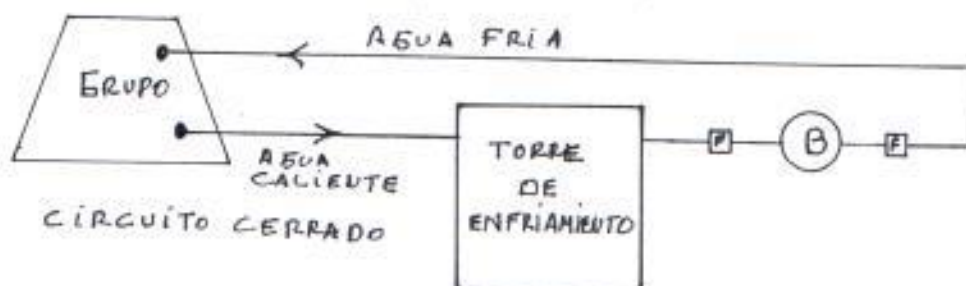 AGUA FRIA
GRUPO
AGUA
CALIENTE
CIRCUITO CERRADO
TORRE
DE
ENFRIAMIENTO
F
B
F